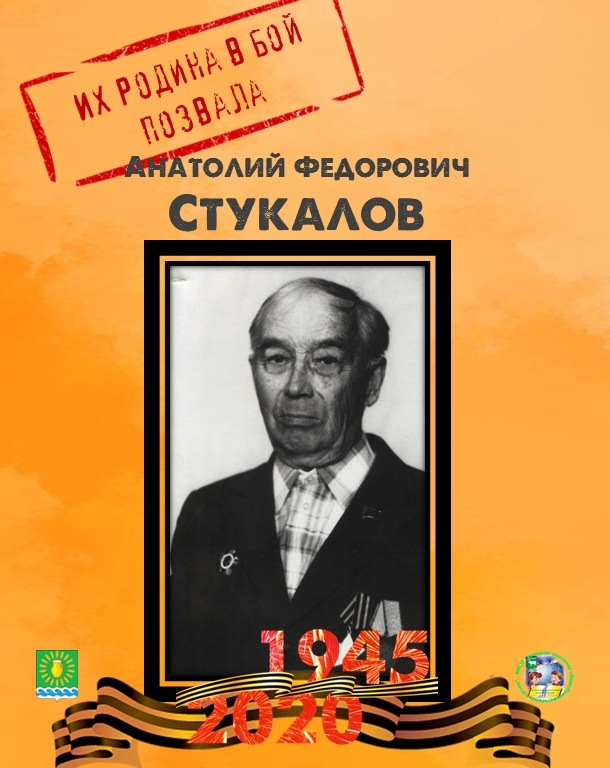 ИХ РОДИНА В БОЙ
ПОЗВАЛА
АНАТОЛИЙ ФЕДОРОВИЧ
СТУКАЛОВ
1945
2020